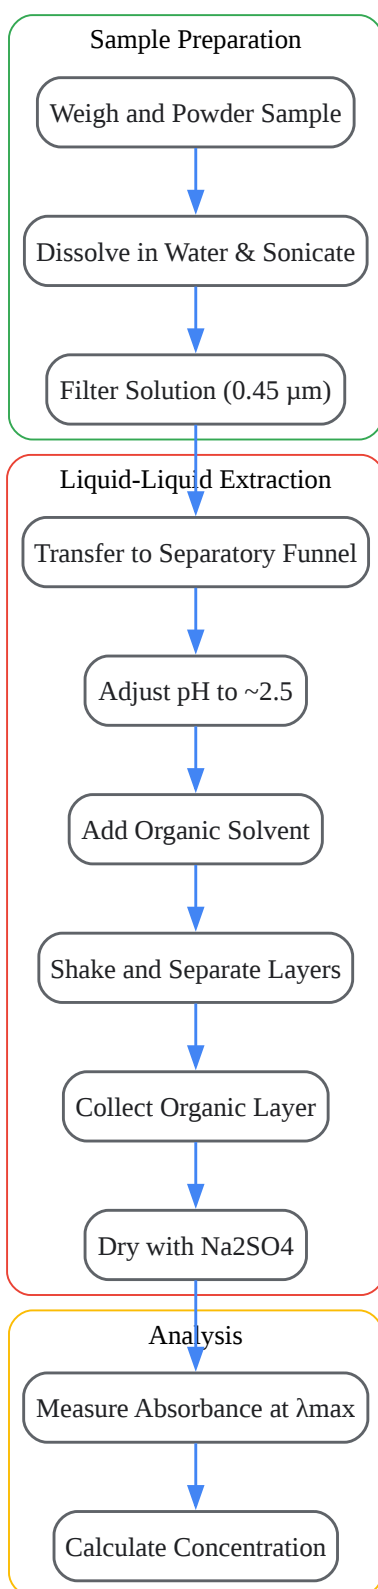 Sample Preparation
Weigh and Powder Sample
Dissolve in Water & Sonicate
Filter Solution (0.45 µm)
Liquid-Liquid Extraction
Transfer to Separatory Funnel
Adjust pH to ~2.5
Add Organic Solvent
Shake and Separate Layers
Collect Organic Layer
Dry with Na2SO4
Analysis
Measure Absorbance at λmax
Calculate Concentration